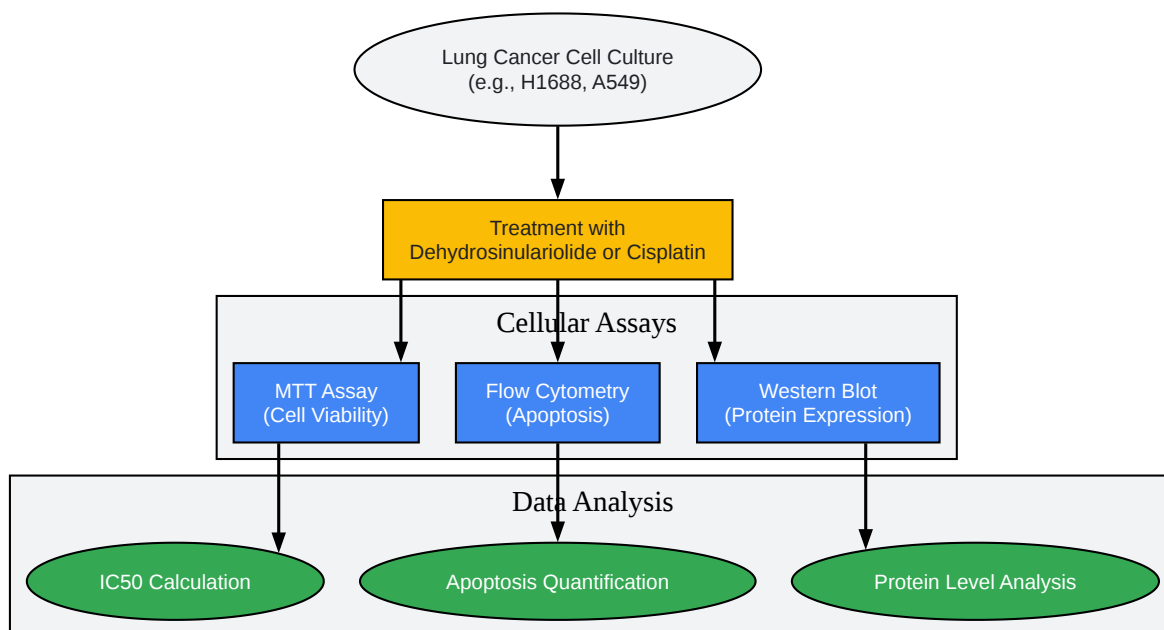 Lung Cancer Cell Culture
(e.g., H1688, A549)
Treatment with
Dehydrosinulariolide or Cisplatin
Cellular Assays
MTT Assay
(Cell Viability)
Flow Cytometry
(Apoptosis)
Western Blot
(Protein Expression)
Data Analysis
IC50 Calculation
Apoptosis Quantification
Protein Level Analysis